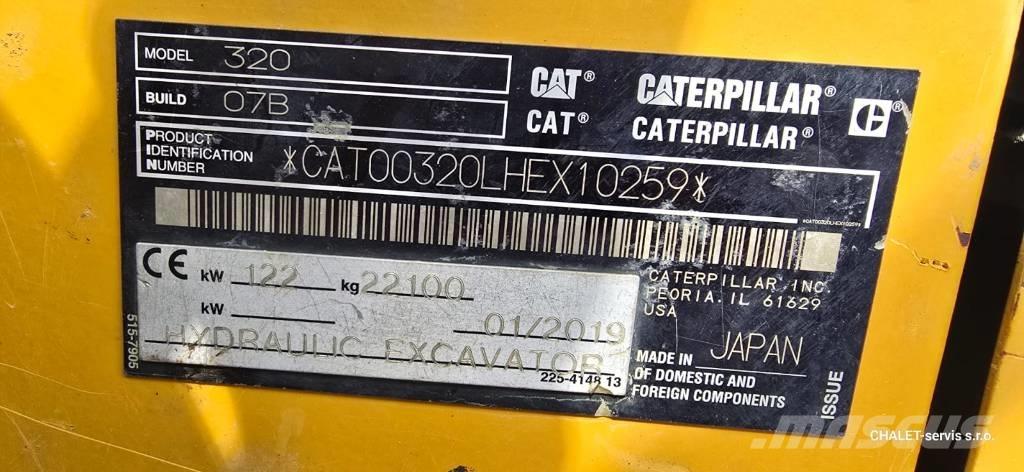 MODEL 320
BUILD 07B
CAT® CATERPILLAR®
CAT® CATERPILLAR®
PRODUCT
IDENTIFICATION
NUMBER
*CAT00320LHEX10259*
*CAT00320LHEX10259*
CE kW 122 kg 22100
kW 01/2019
HYDRAULIC EXCAVATOR
225-4148 13
515-7905
CATERPILLAR INC.
PEORIA, IL 61629
USA
MADE IN JAPAN
OF DOMESTIC AND
FOREIGN COMPONENTS
ISSUE
MASCUS
CHALET-servis s.r.o.